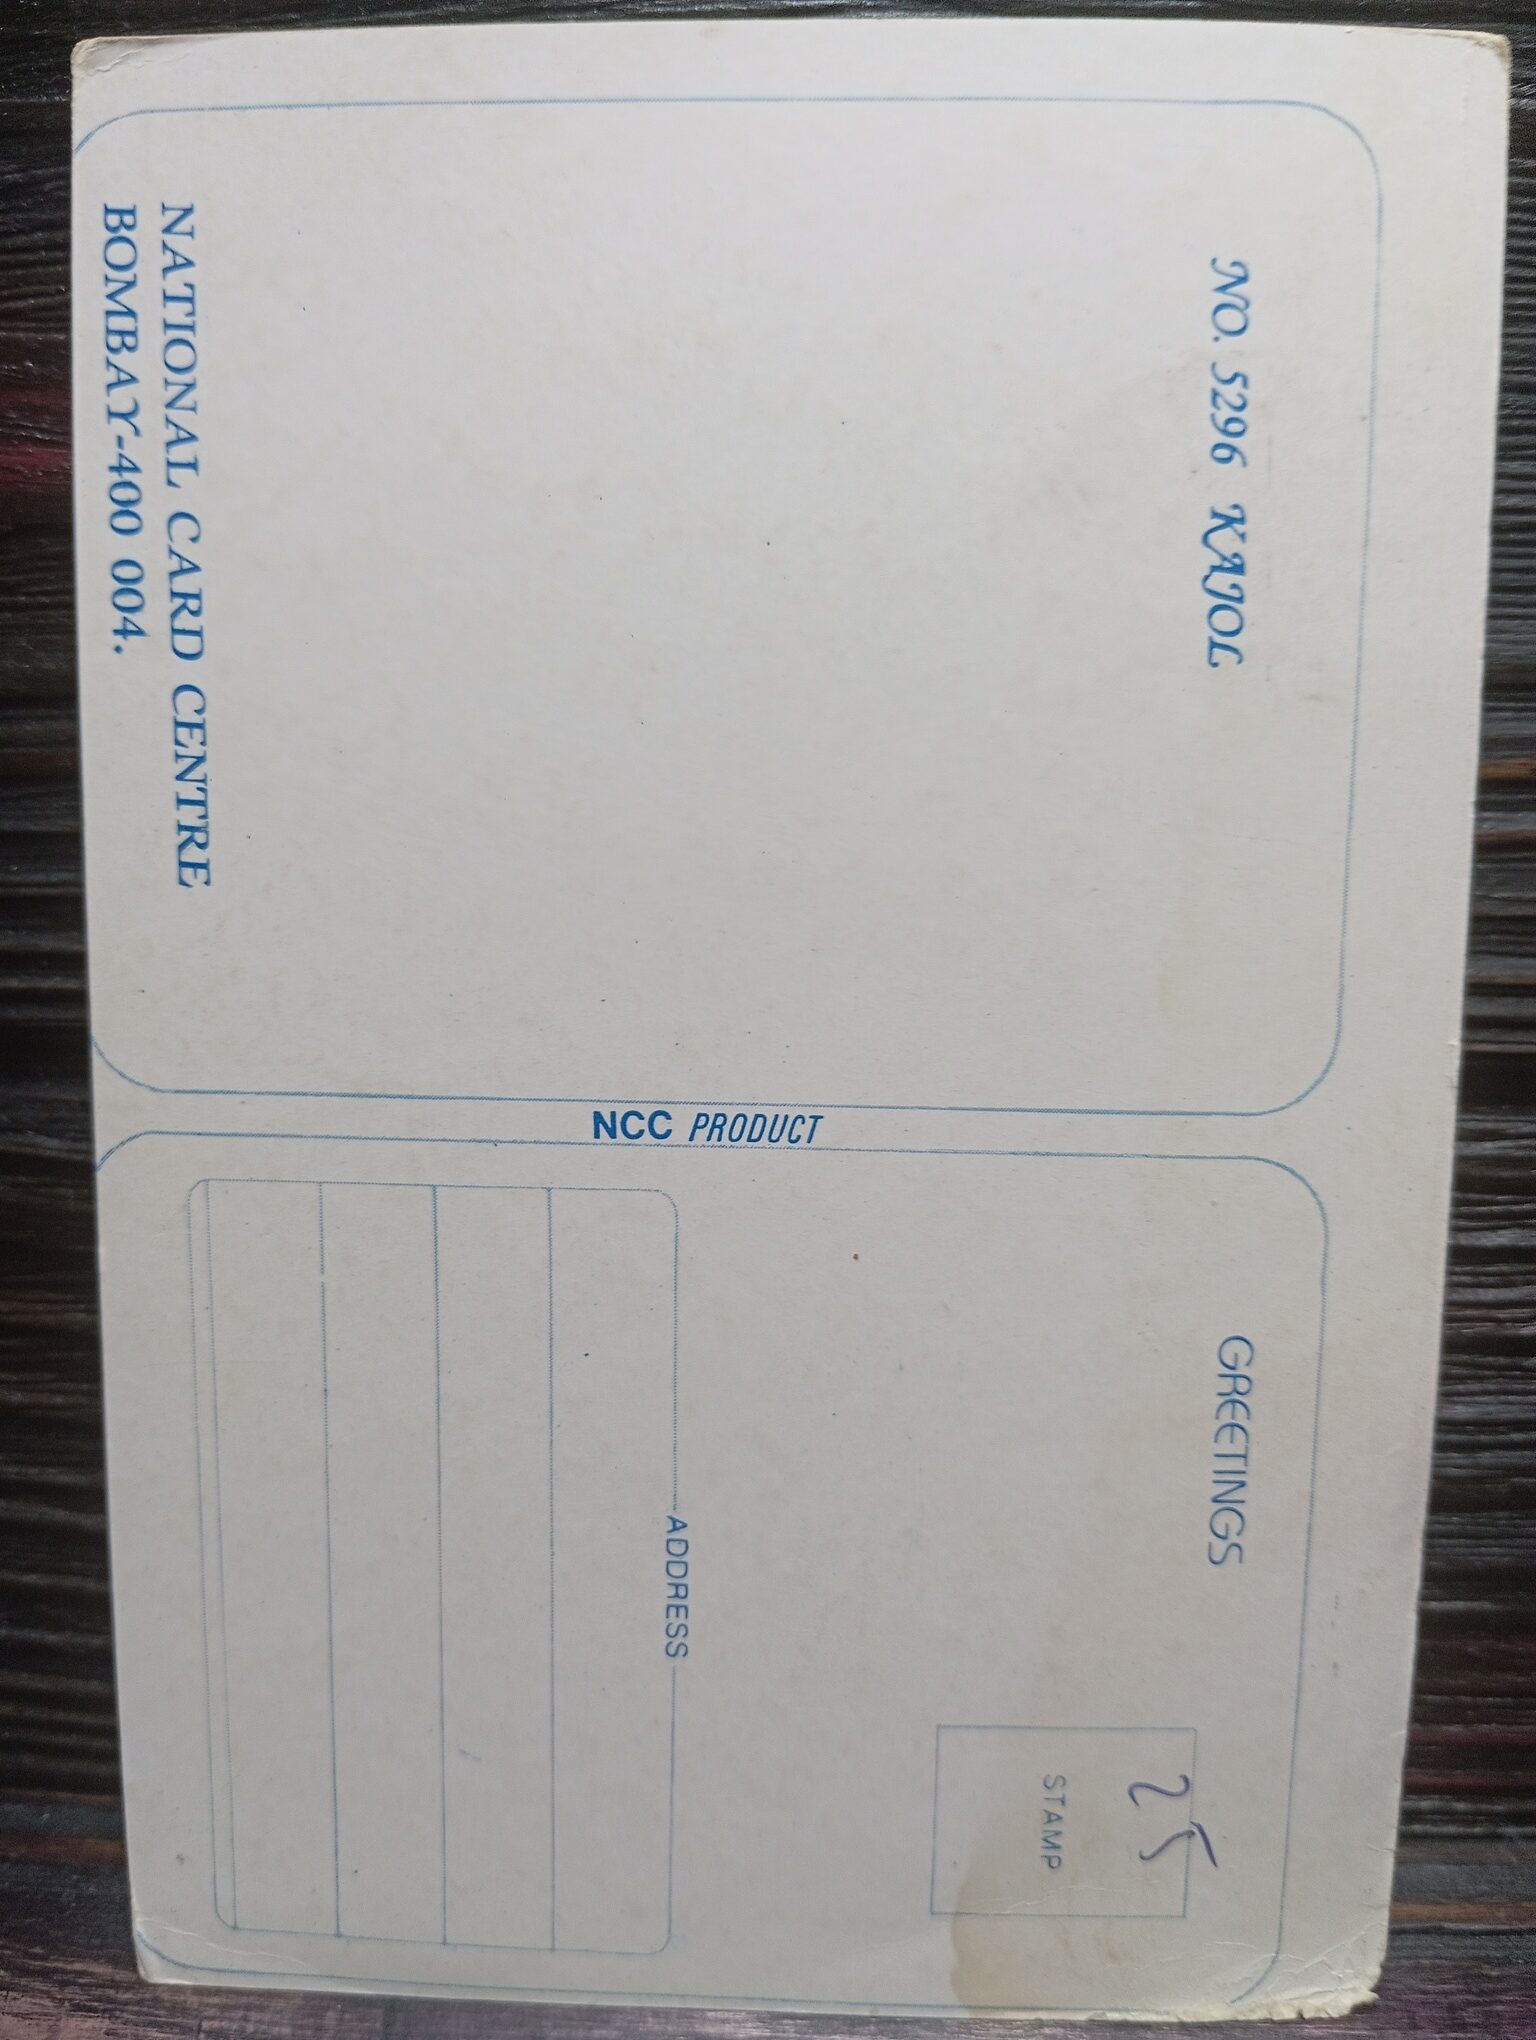 NO. 5296 KAJOL
NATIONAL CARD CENTRE
BOMBAY-400 004.
NCC PRODUCT
GREETINGS
25
STAMP
ADDRESS